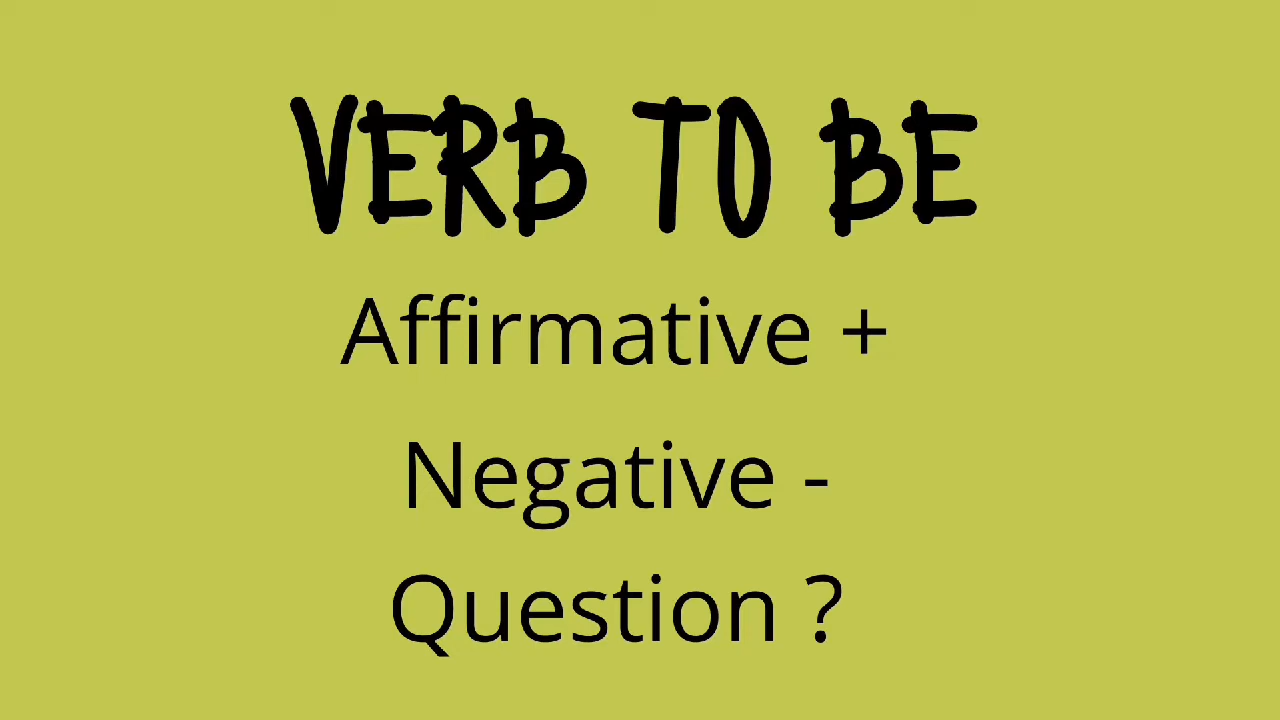 VERB TO BE
Affirmative +
Negative -
Question ?